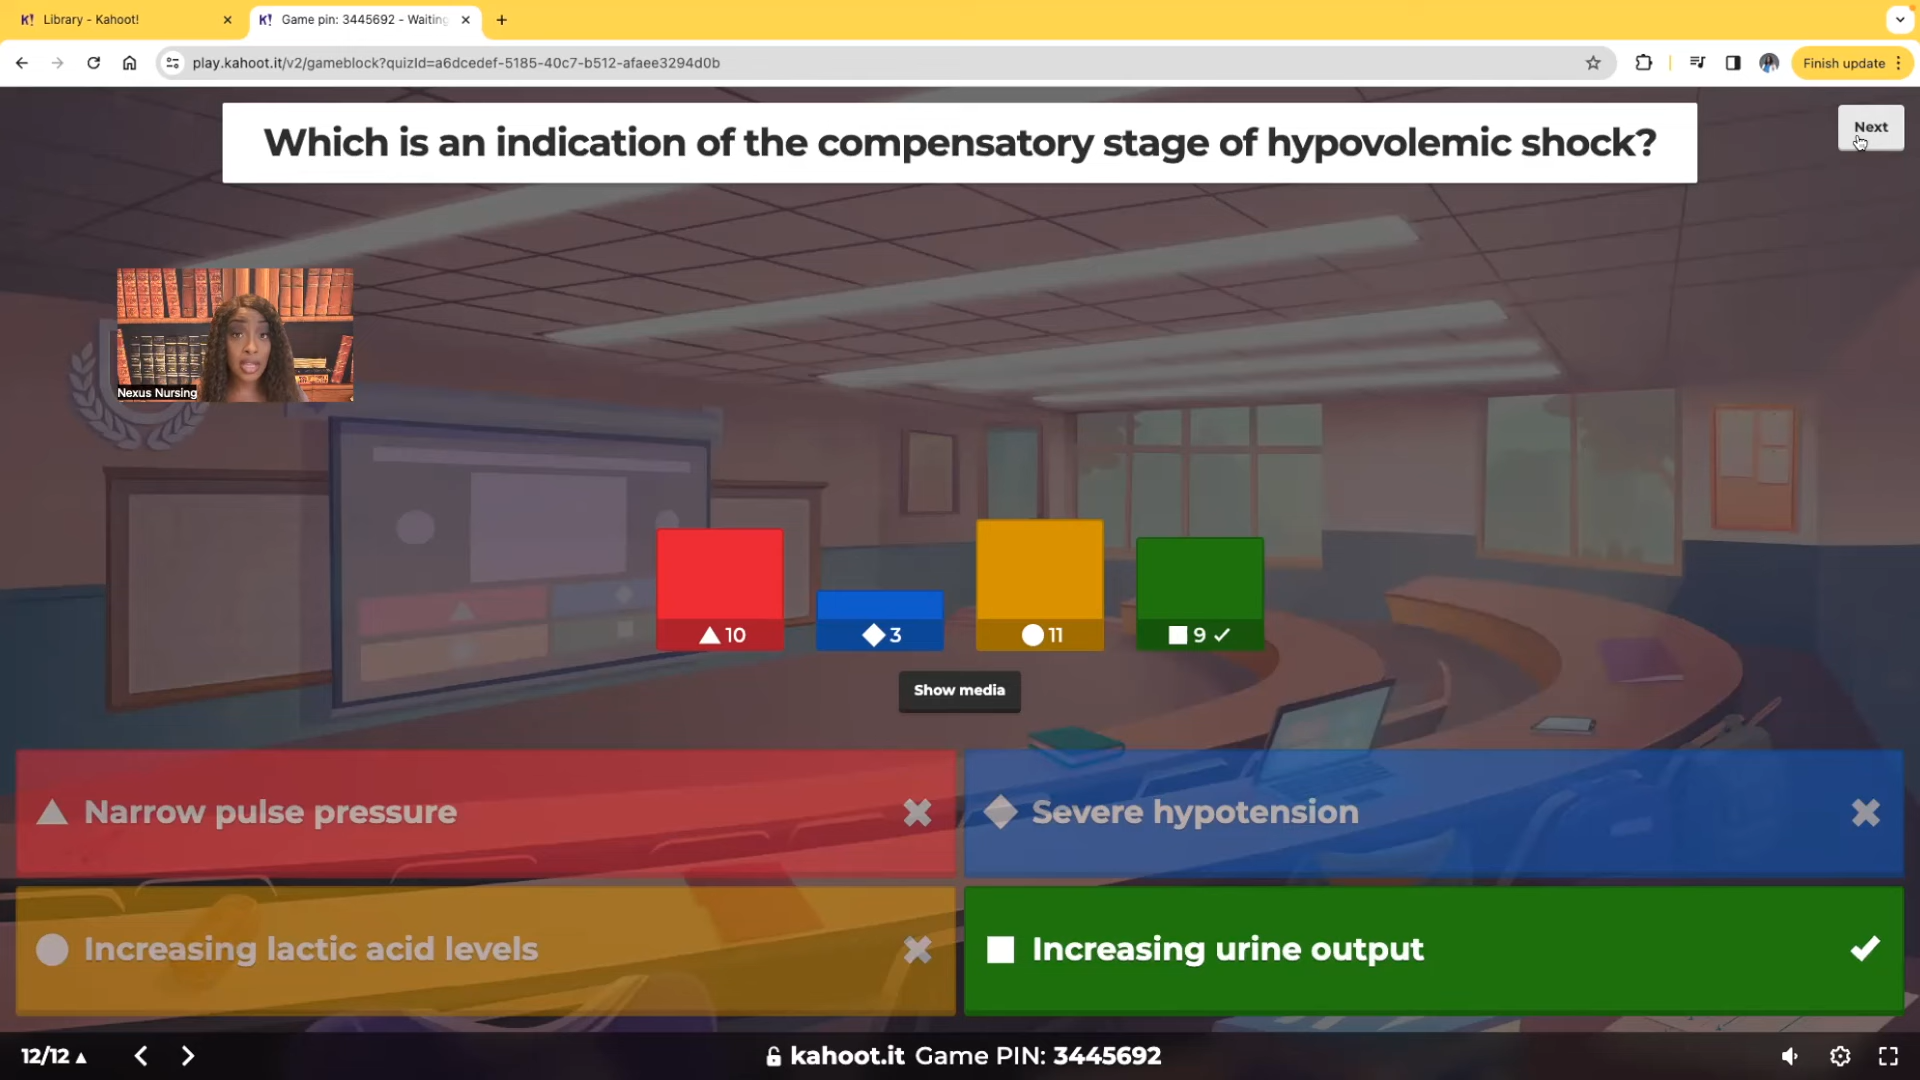 Library - Kahoot!
Game pin: 3445692 - Waiting
play.kahoot.it/v2/gameblock?quizId=a6dcedef-5185-40c7-b512-afaee3294d0b
Finish update
Which is an indication of the compensatory stage of hypovolemic shock?
Next
Nexus Nursing
10
3
11
9
Show media
Narrow pulse pressure
Severe hypotension
Increasing lactic acid levels
Increasing urine output
12/12
kahoot.it Game PIN: 3445692